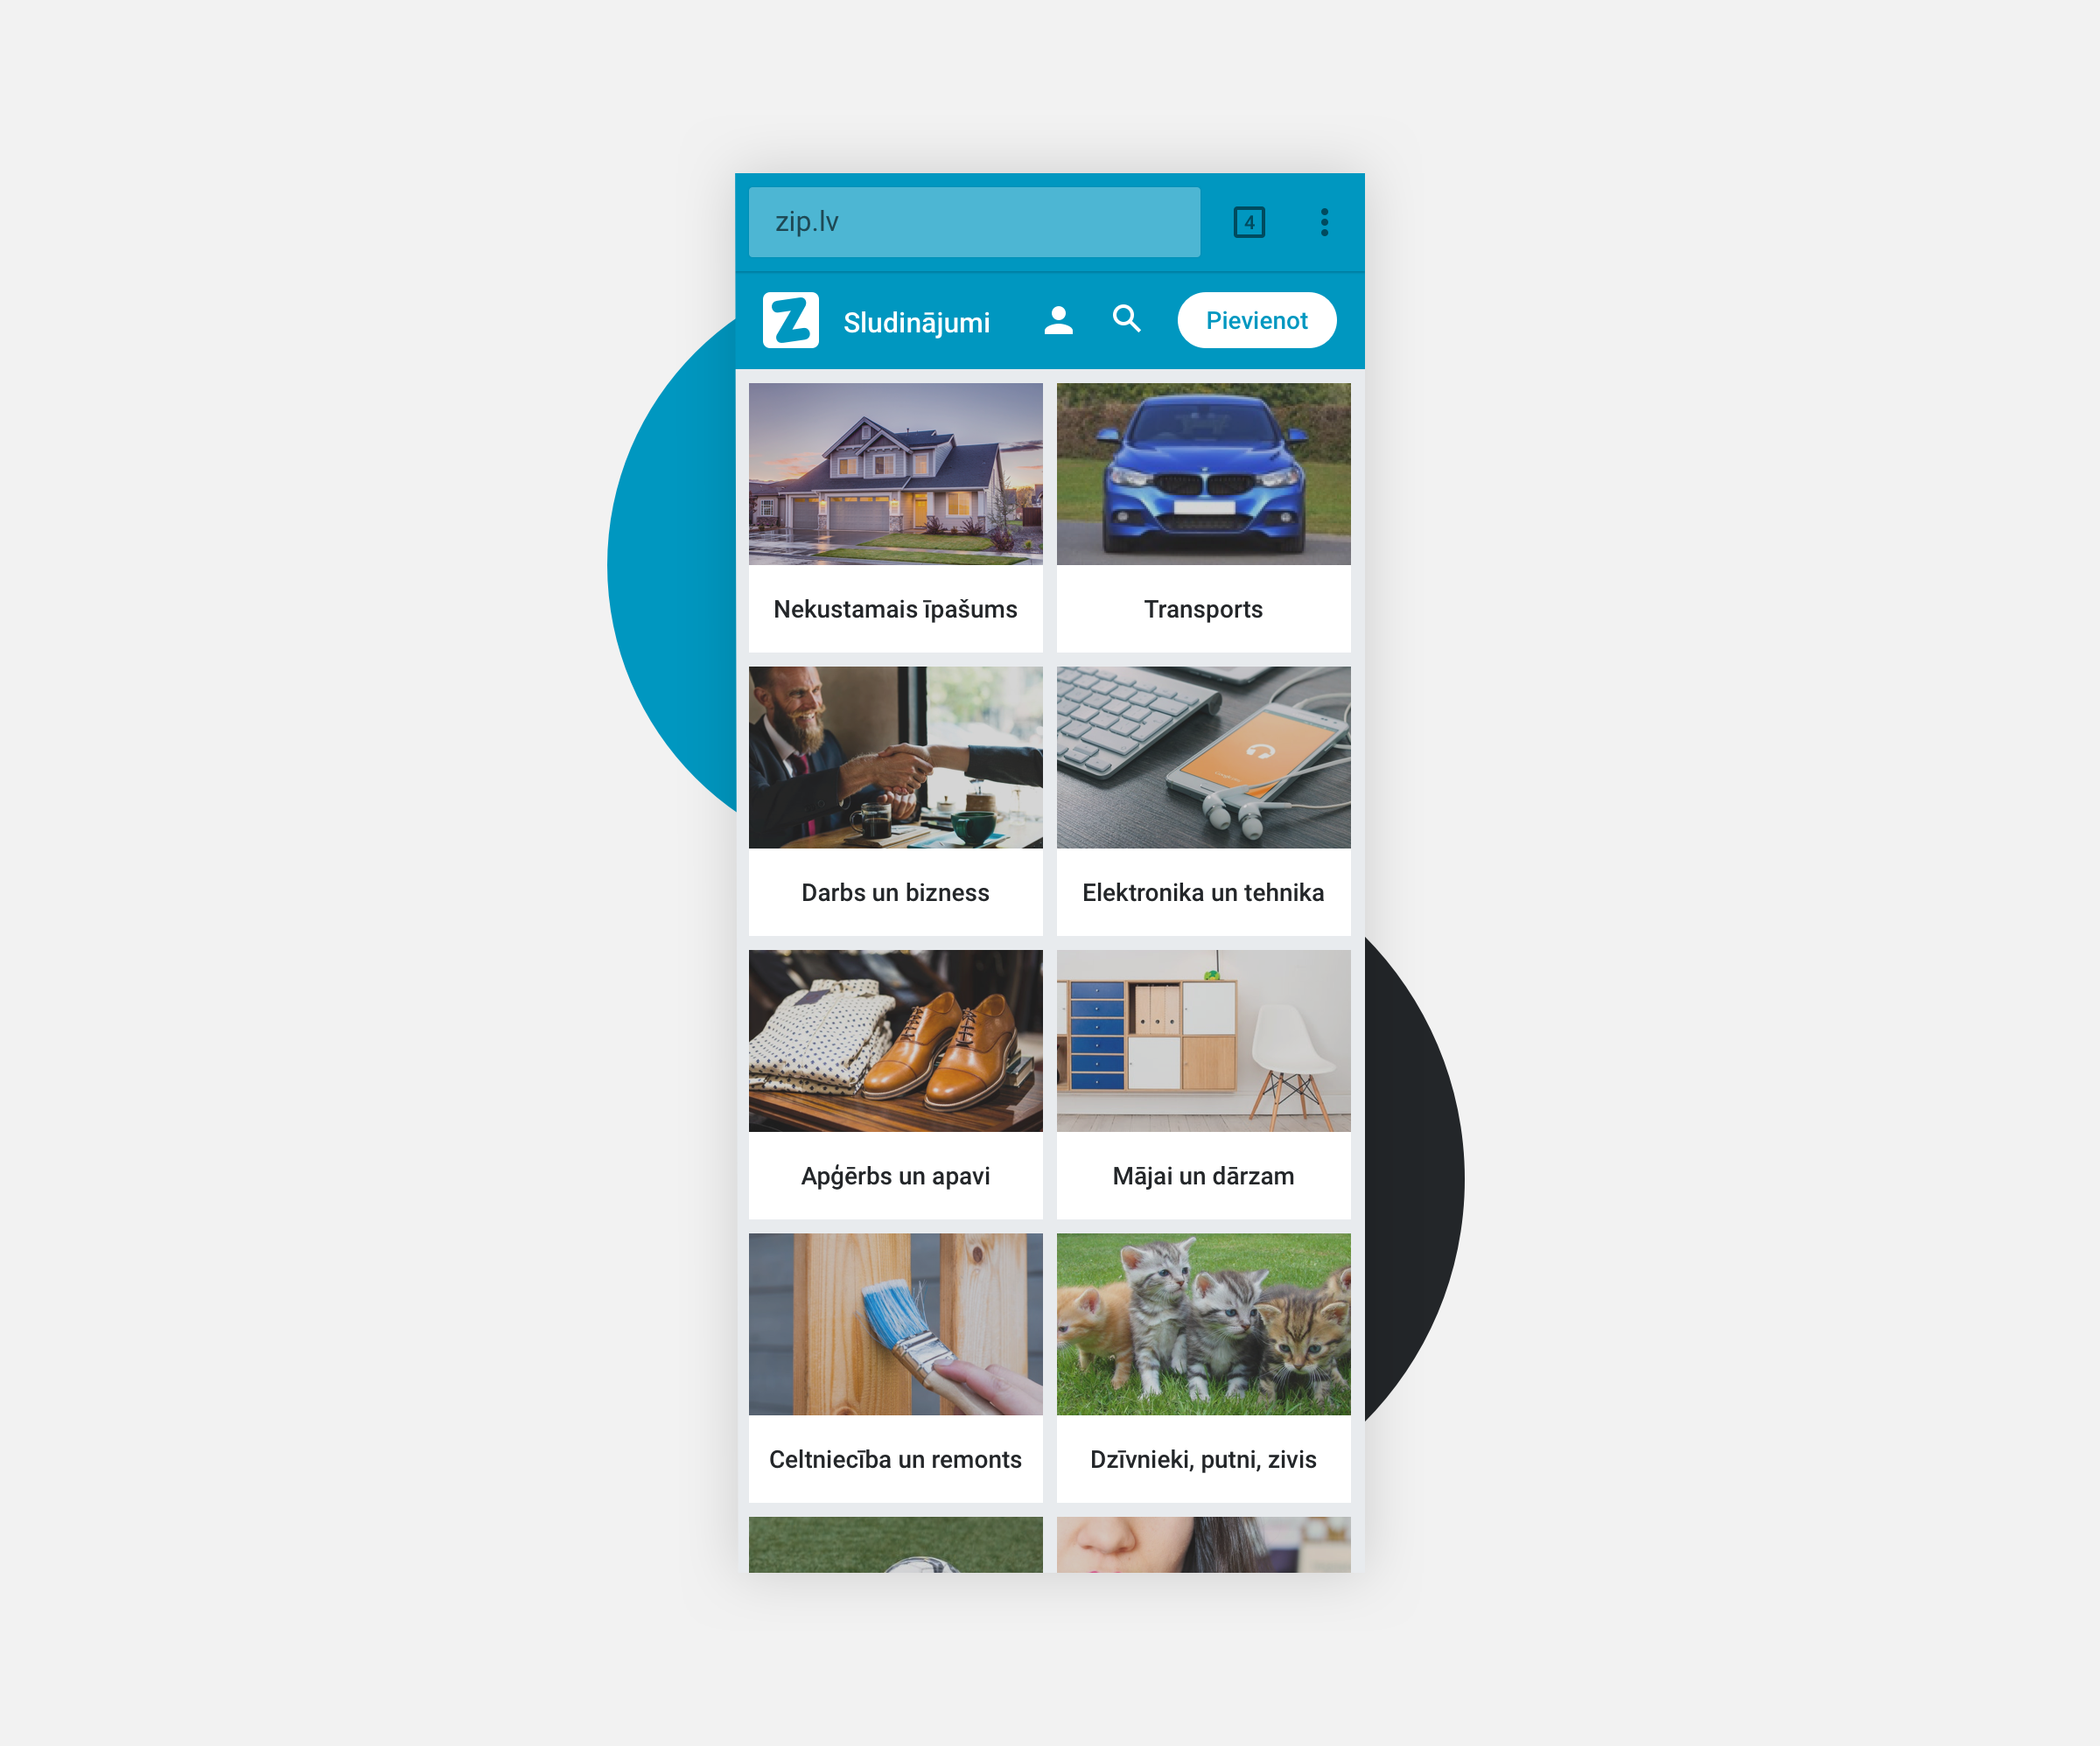 zip.lv
4
Z Sludinājumi Pievienot
Nekustamais īpašums
Transports
Darbs un bizness
Elektronika un tehnika
Apģērbs un apavi
Mājai un dārzam
Celtniecība un remonts
Dzīvnieki, putni, zivis